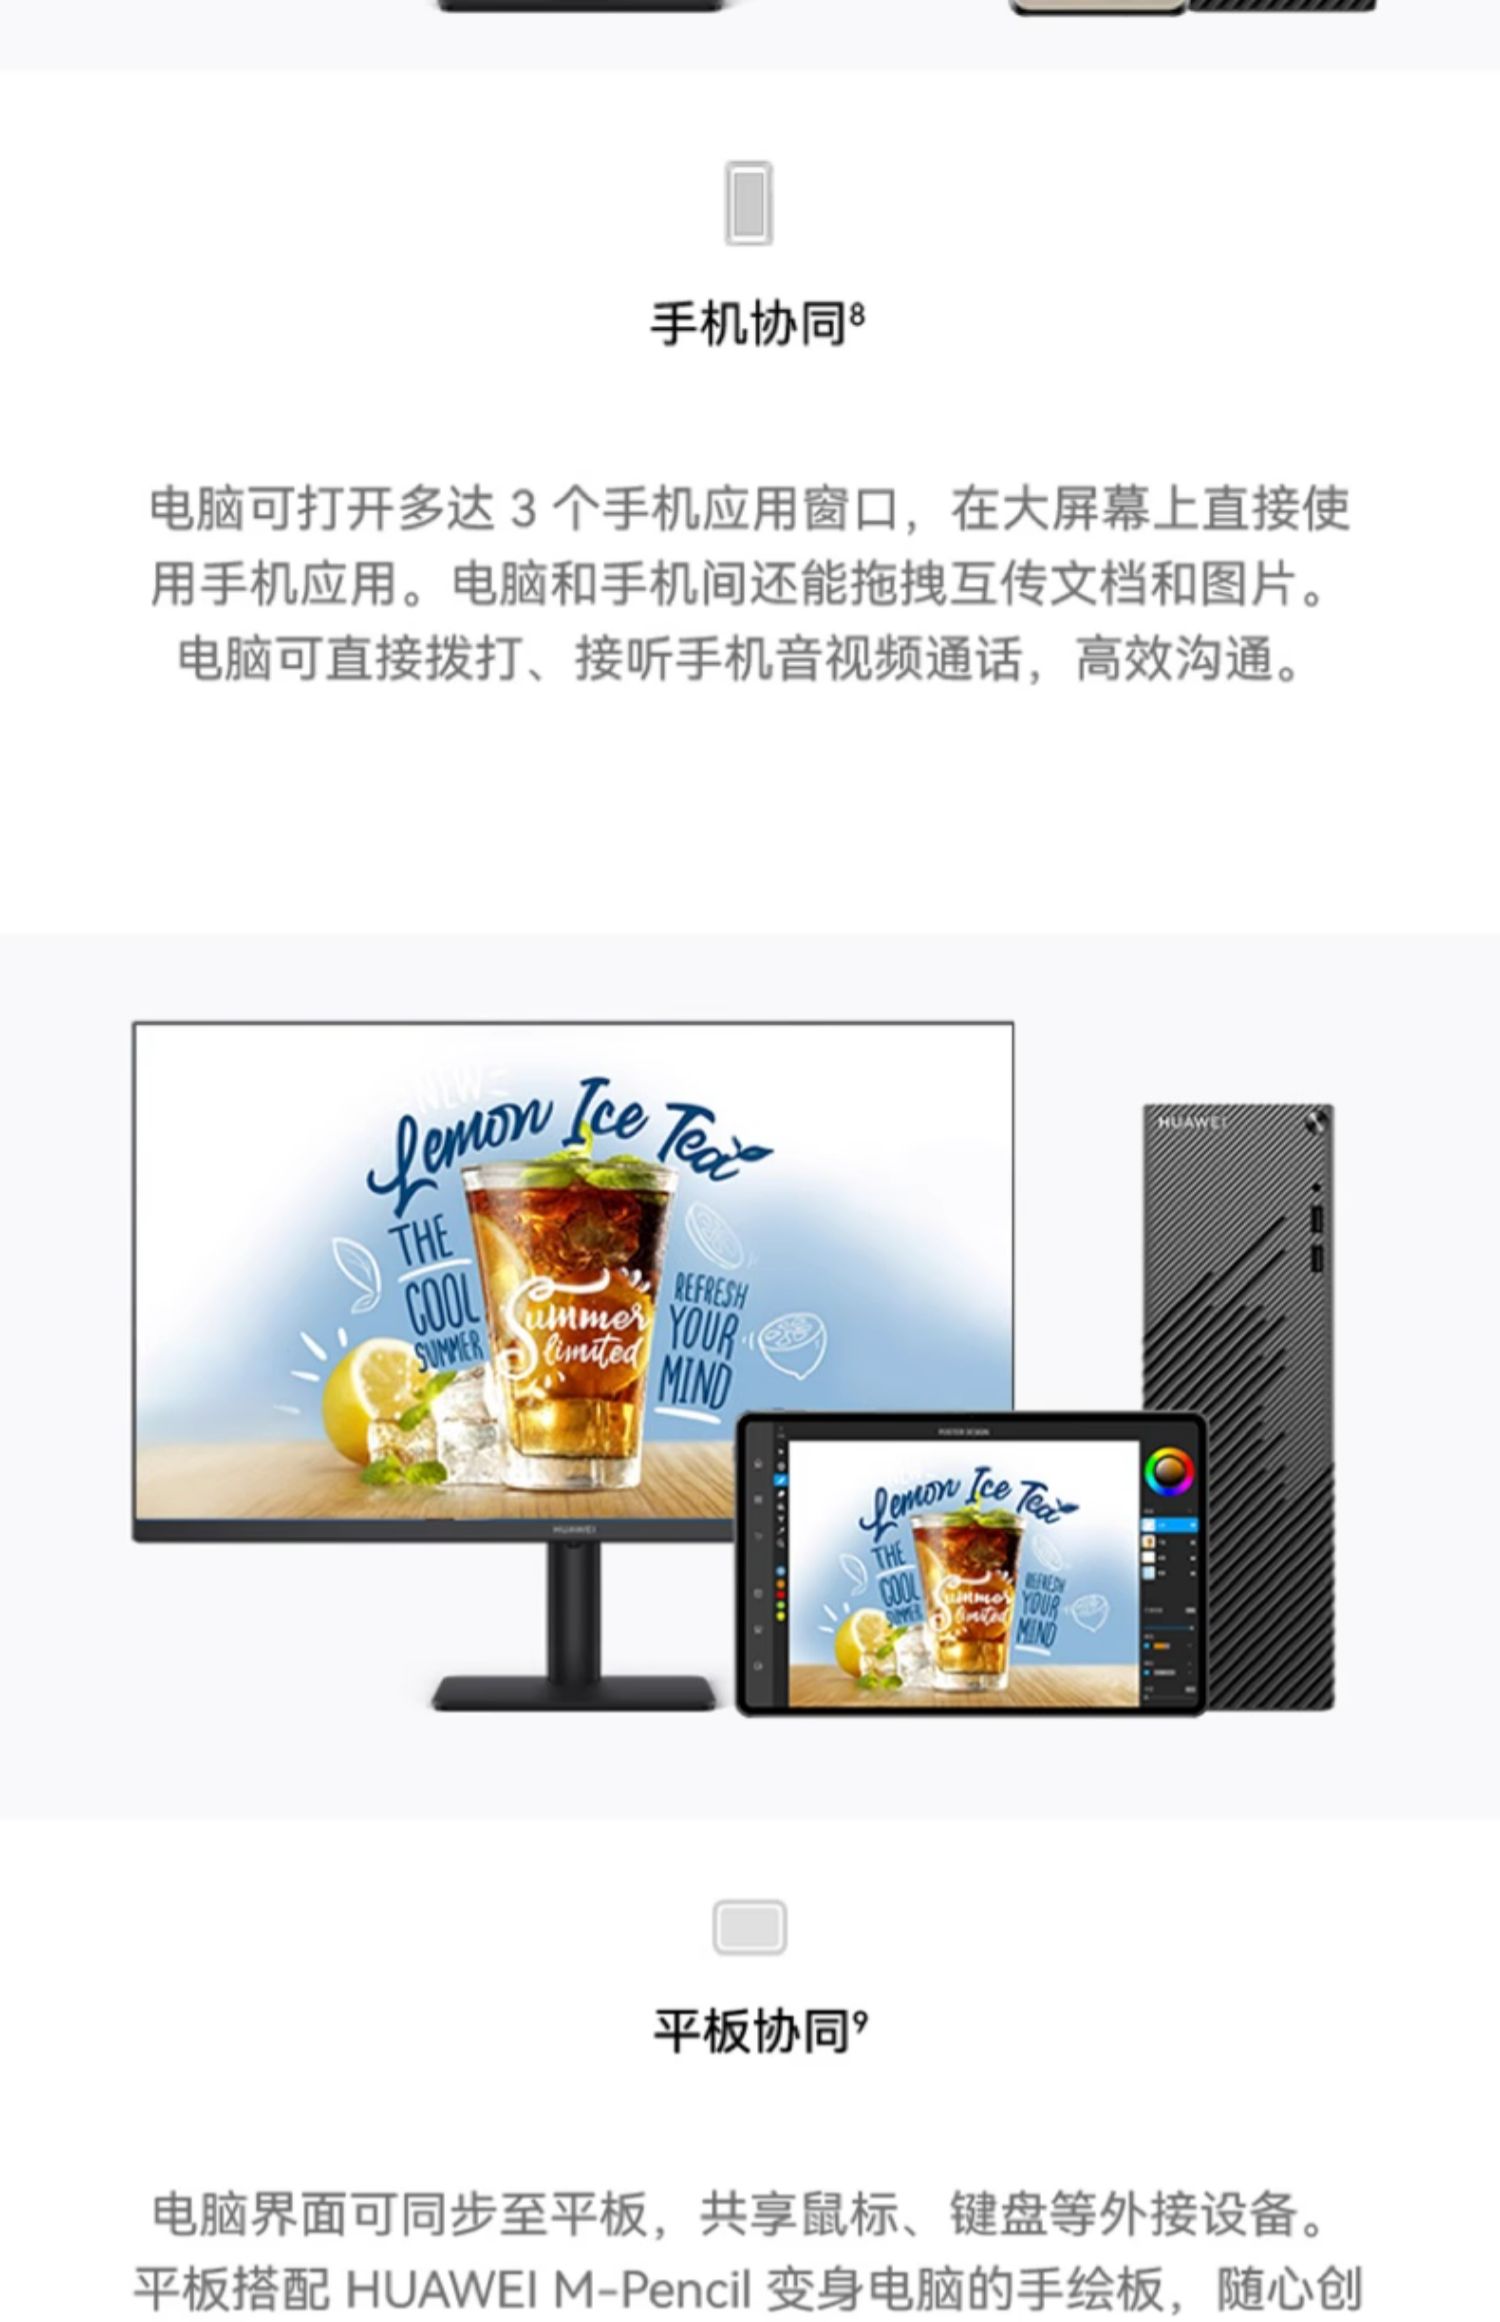 手机协同⁸
电脑可打开多达 3 个手机应用窗口，在大屏幕上直接使
用手机应用。电脑和手机间还能拖拽互传文档和图片。
电脑可直接拨打、接听手机音视频通话，高效沟通。
NEW
Lemon Ice Tea
THE
COOL
SUMMER
Summer
limited
REFRESH
YOUR
MIND
HUAWEI
HUAWEI
POSTER DESIGN
Lemon Ice Tea
THE
COOL
SUMMER
Summer
limited
REFRESH
YOUR
MIND
平板协同⁹
电脑界面可同步至平板，共享鼠标、键盘等外接设备。
平板搭配 HUAWEI M-Pencil 变身电脑的手绘板，随心创